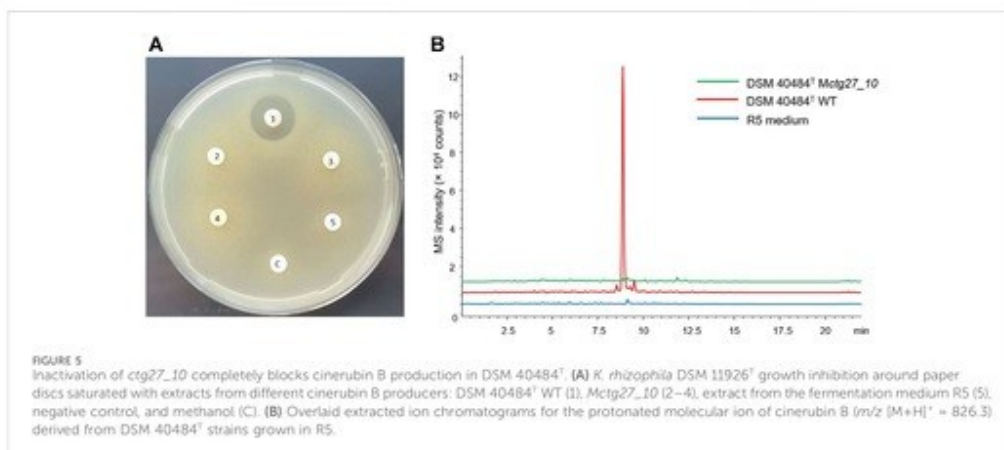 A
B
1
2
3
4
5
C
MS intensity (× 10⁴ counts)
12
10
8
6
4
2
0
DSM 40484ᵀ Mctg27_10
DSM 40484ᵀ WT
R5 medium
2.5 5 7.5 10 12.5 15 17.5 20 min
FIGURE 5
Inactivation of ctg27_10 completely blocks cinerubin B production in DSM 40484ᵀ. (A) K. rhizophila DSM 11926ᵀ growth inhibition around paper
discs saturated with extracts from different cinerubin B producers: DSM 40484ᵀ WT (1), Mctg27_10 (2–4), extract from the fermentation medium R5 (5),
negative control, and methanol (C). (B) Overlaid extracted ion chromatograms for the protonated molecular ion of cinerubin B (m/z [M+H]⁺ = 826.3)
derived from DSM 40484ᵀ strains grown in R5.